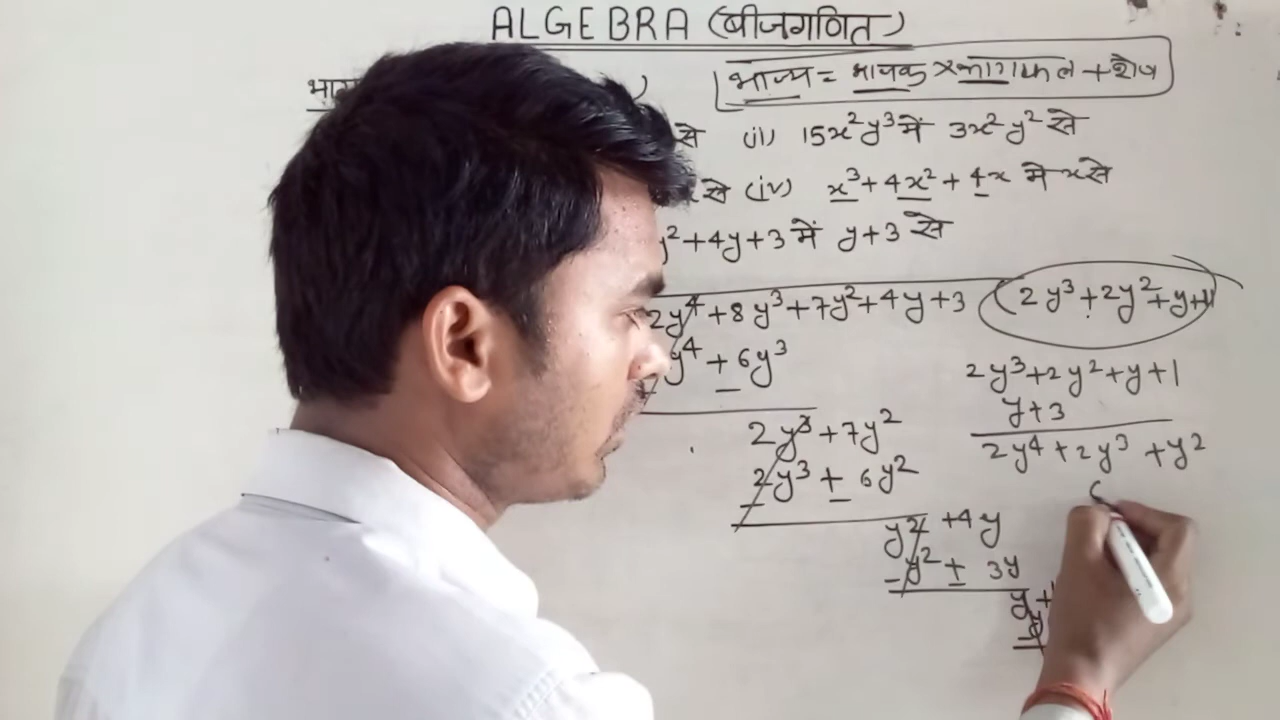 ALGEBRA (बीजगणित)
भाज्य = भाजक × भागफल + शेष
से (ii) 15x²y³ में 3x²y² से
से (iv) x³+4x²+4x में x से
y²+4y+3 में y+3 से
2y⁴+8y³+7y²+4y+3 (2y³+2y²+y+1
y⁴+6y³
2y³+7y²
2y³+6y²
y²+4y
-y²+3y
y+
y
2y³+2y²+y+1
y+3
2y⁴+2y³+y²